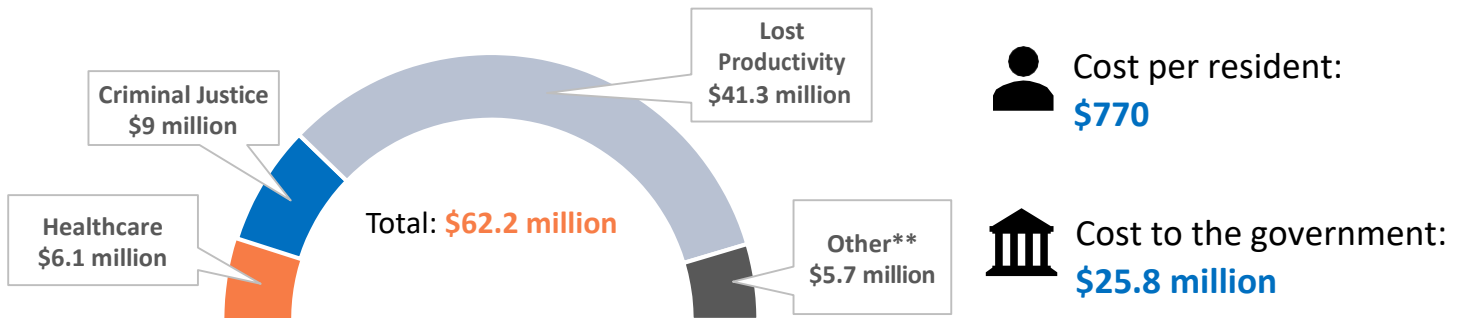 Lost
Productivity
$41.3 million
Criminal Justice
$9 million
Healthcare
$6.1 million
Total: $62.2 million
Other**
$5.7 million
Cost per resident:
$770
Cost to the government:
$25.8 million